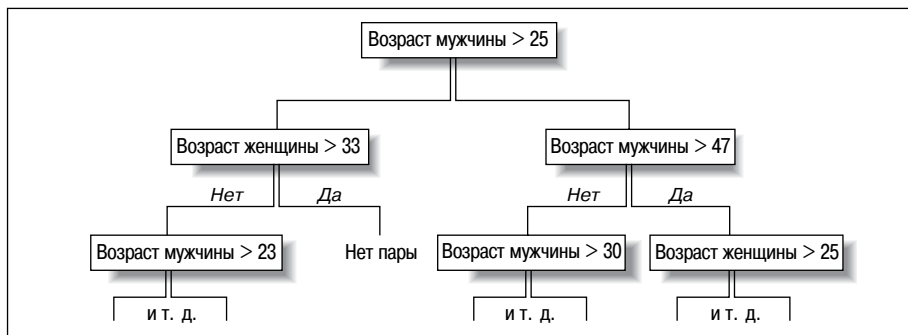 Возраст мужчины > 25
Возраст женщины > 33
Возраст мужчины > 47
Нет
Да
Нет
Да
Возраст мужчины > 23
Нет пары
Возраст мужчины > 30
Возраст женщины > 25
и т. д.
и т. д.
и т. д.